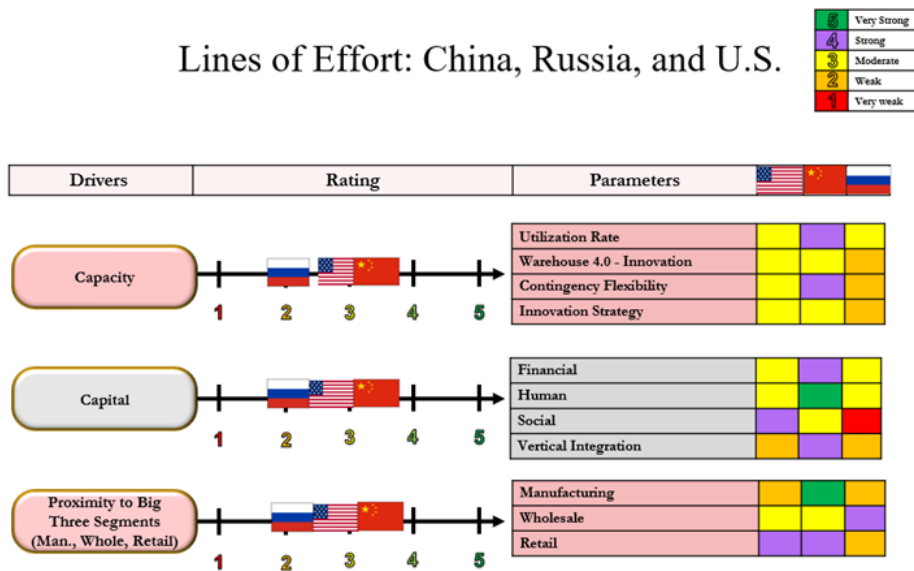 Lines of Effort: China, Russia, and U.S.
5 Very Strong
4 Strong
3 Moderate
2 Weak
1 Very weak
Drivers Rating Parameters
Capacity
1 2 3 4 5
Utilization Rate
Warehouse 4.0 - Innovation
Contingency Flexibility
Innovation Strategy
Capital
1 2 3 4 5
Financial
Human
Social
Vertical Integration
Proximity to Big
Three Segments
(Man., Whole, Retail)
1 2 3 4 5
Manufacturing
Wholesale
Retail